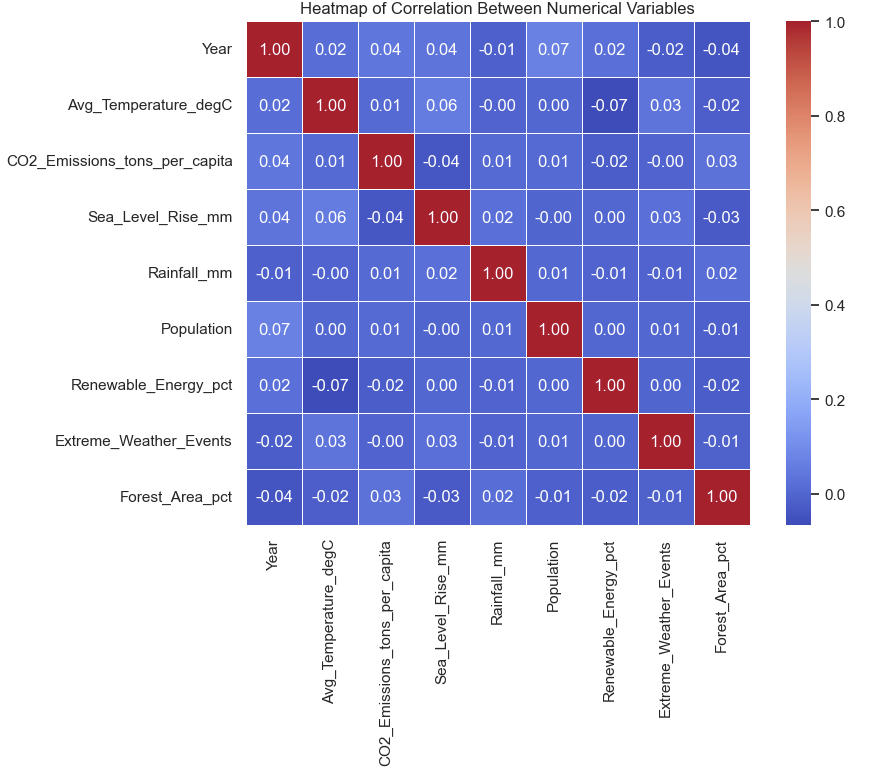 Heatmap of Correlation Between Numerical Variables
Year 1.00 0.02 0.04 0.04 -0.01 0.07 0.02 -0.02 -0.04
Avg_Temperature_degC 0.02 1.00 0.01 0.06 -0.00 0.00 -0.07 0.03 -0.02
CO2_Emissions_tons_per_capita 0.04 0.01 1.00 -0.04 0.01 0.01 -0.02 -0.00 0.03
Sea_Level_Rise_mm 0.04 0.06 -0.04 1.00 0.02 -0.00 0.00 0.03 -0.03
Rainfall_mm -0.01 -0.00 0.01 0.02 1.00 0.01 -0.01 -0.01 0.02
Population 0.07 0.00 0.01 -0.00 0.01 1.00 0.00 0.01 -0.01
Renewable_Energy_pct 0.02 -0.07 -0.02 0.00 -0.01 0.00 1.00 0.00 -0.02
Extreme_Weather_Events -0.02 0.03 -0.00 0.03 -0.01 0.01 0.00 1.00 -0.01
Forest_Area_pct -0.04 -0.02 0.03 -0.03 0.02 -0.01 -0.02 -0.01 1.00
Year
Avg_Temperature_degC
CO2_Emissions_tons_per_capita
Sea_Level_Rise_mm
Rainfall_mm
Population
Renewable_Energy_pct
Extreme_Weather_Events
Forest_Area_pct
1.0
0.8
0.6
0.4
0.2
0.0